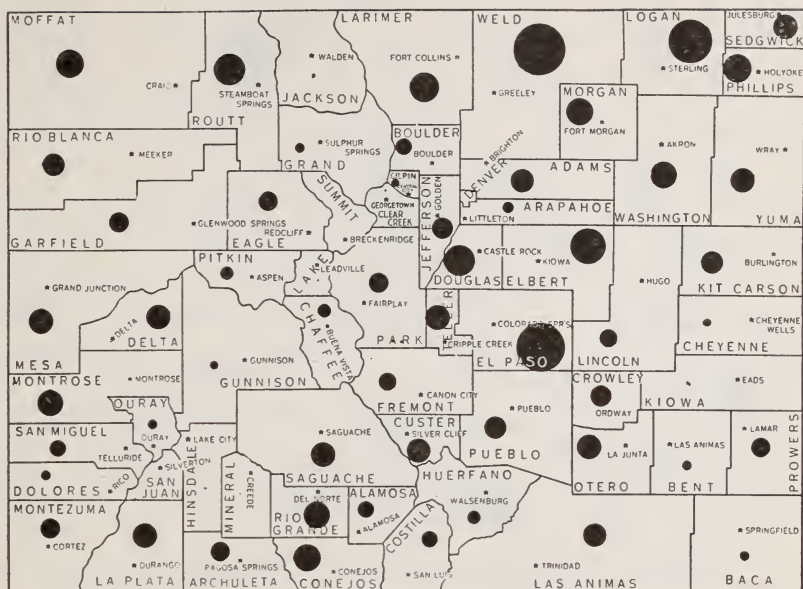 MOFFAT
CRAIG
ROUTT
STEAMBOAT
SPRINGS
WALDEN
JACKSON
LARIMER
FORT COLLINS
WELD
GREELEY
LOGAN
STERLING
JULESBURG
SEDGWICK
HOLYOKE
PHILLIPS
MORGAN
FORT MORGAN
RIO BLANCA
MEEKER
GRAND
SULPHUR
SPRINGS
BOULDER
BOULDER
GILPIN
GEORGETOWN
CLEAR
CREEK
JEFFERSON
GOLDEN
DENVER
BRIGHTON
ADAMS
LITTLETON
ARAPAHOE
AKRON
WASHINGTON
WRAY
YUMA
GARFIELD
GLENWOOD SPRINGS
REDCLIFF
EAGLE
SUMMIT
BRECKENRIDGE
CASTLE ROCK
DOUGLAS
KIOWA
ELBERT
HUGO
LINCOLN
BURLINGTON
KIT CARSON
PITKIN
ASPEN
LAKE
LEADVILLE
FAIRPLAY
PARK
TELLER
CRIPPLE CREEK
COLORADO SPR'S
EL PASO
CHEYENNE
WELLS
CHEYENNE
GRAND JUNCTION
MESA
DELTA
DELTA
GUNNISON
GUNNISON
CHAFFEE
BUENA VISTA
MONTROSE
MONTROSE
OURAY
OURAY
CANON CITY
FREMONT
CUSTER
SILVER CLIFF
PUEBLO
PUEBLO
CROWLEY
ORDWAY
KIOWA
EADS
SAN MIGUEL
TELLURIDE
LAKE CITY
SILVERTON
SAN
JUAN
HINSDALE
SAGUACHE
SAGUACHE
MINERAL
CREEDE
DEL NORTE
RIO
GRANDE
ALAMOSA
ALAMOSA
HUERFANO
WALSENBURG
COSTILLA
SAN LUIS
LA JUNTA
OTERO
LAS ANIMAS
BENT
LAMAR
PROWERS
DOLORES
RICO
MONTEZUMA
CORTEZ
DURANGO
LA PLATA
PAGOSA SPRINGS
ARCHULETA
CONEJOS
CONEJOS
TRINIDAD
LAS ANIMAS
SPRINGFIELD
BACA